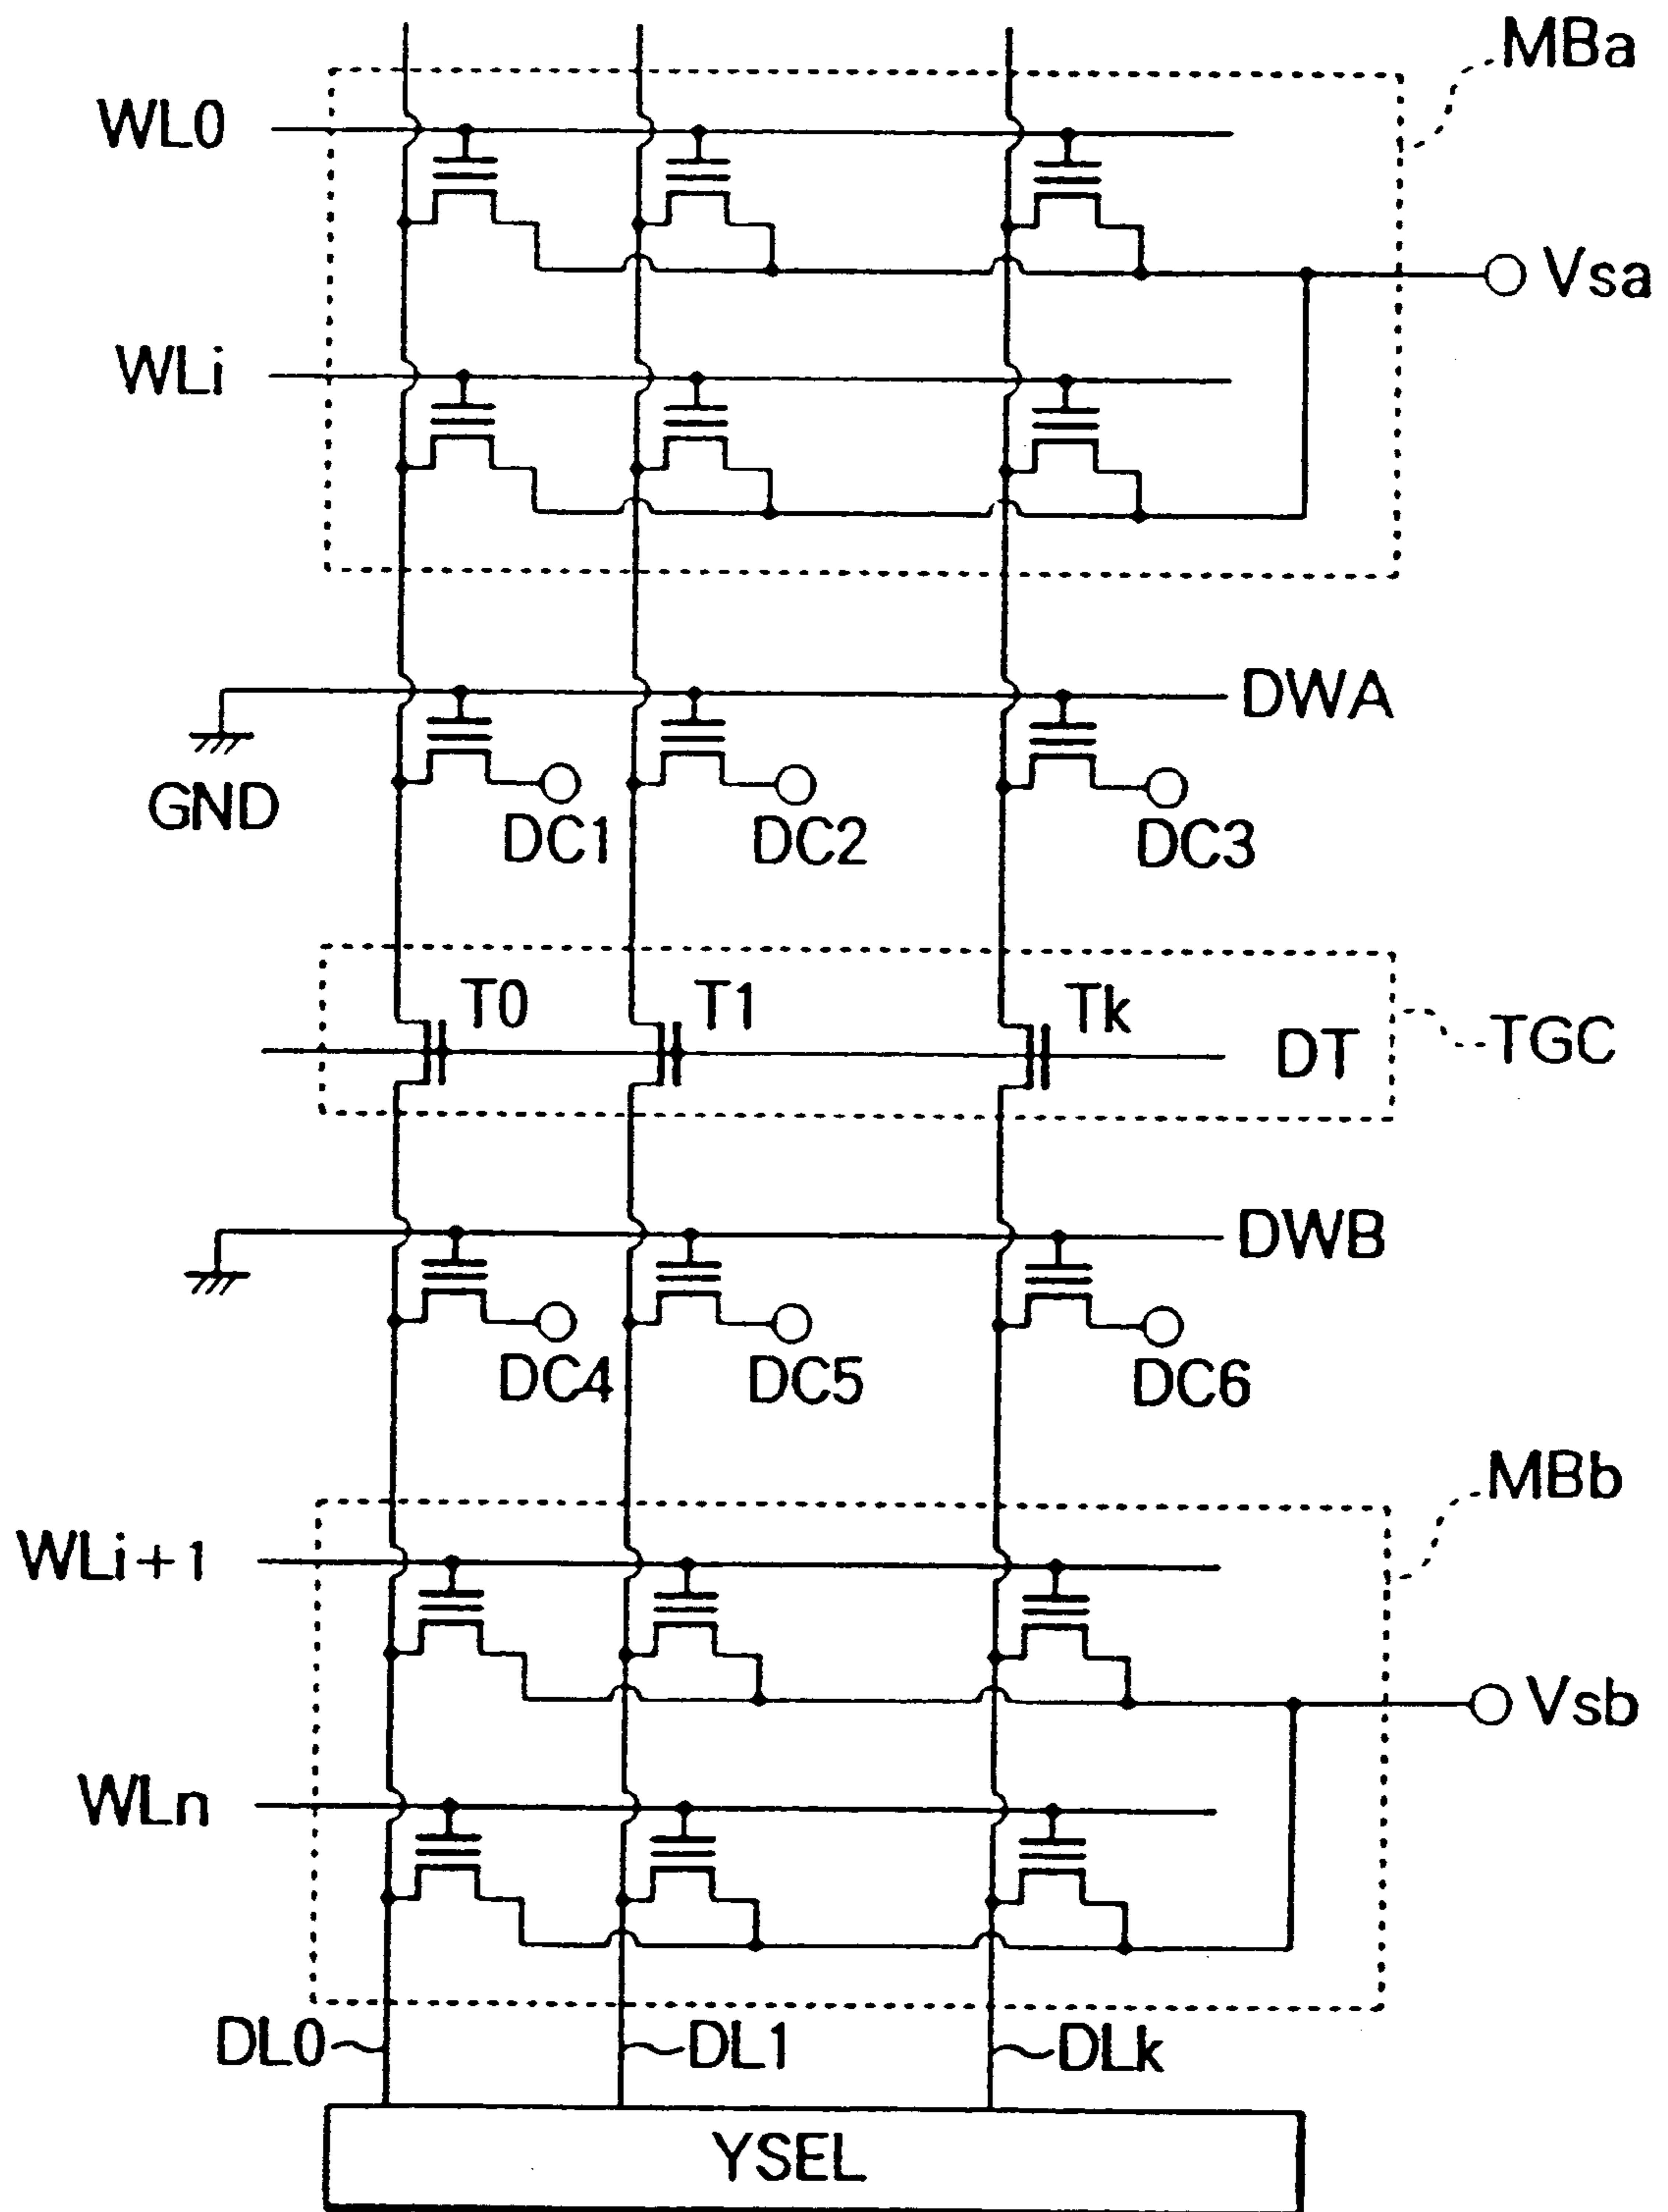 MBa
WL0
Vsa
WLi
DWA
GND
DC1 DC2 DC3
T0 T1 Tk
DT
TGC
DWB
DC4 DC5 DC6
MBb
WLi+1
Vsb
WLn
DL0 DL1 DLk
YSEL